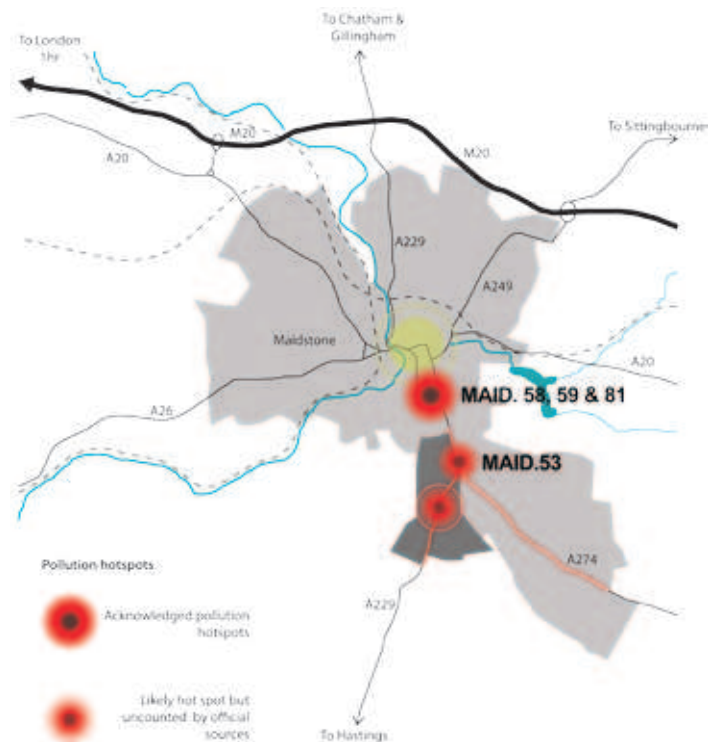 To Chatham &
Gillingham
To London
1hr
To Sittingbourne
M20
A20
M20
A229
A249
Maidstone
A20
MAID. 58, 59 & 81
A26
MAID.53
A274
Pollution hotspots
A229
Acknowledged pollution
hotspots
Likely hot spot but
uncounted by official
sources
To Hastings